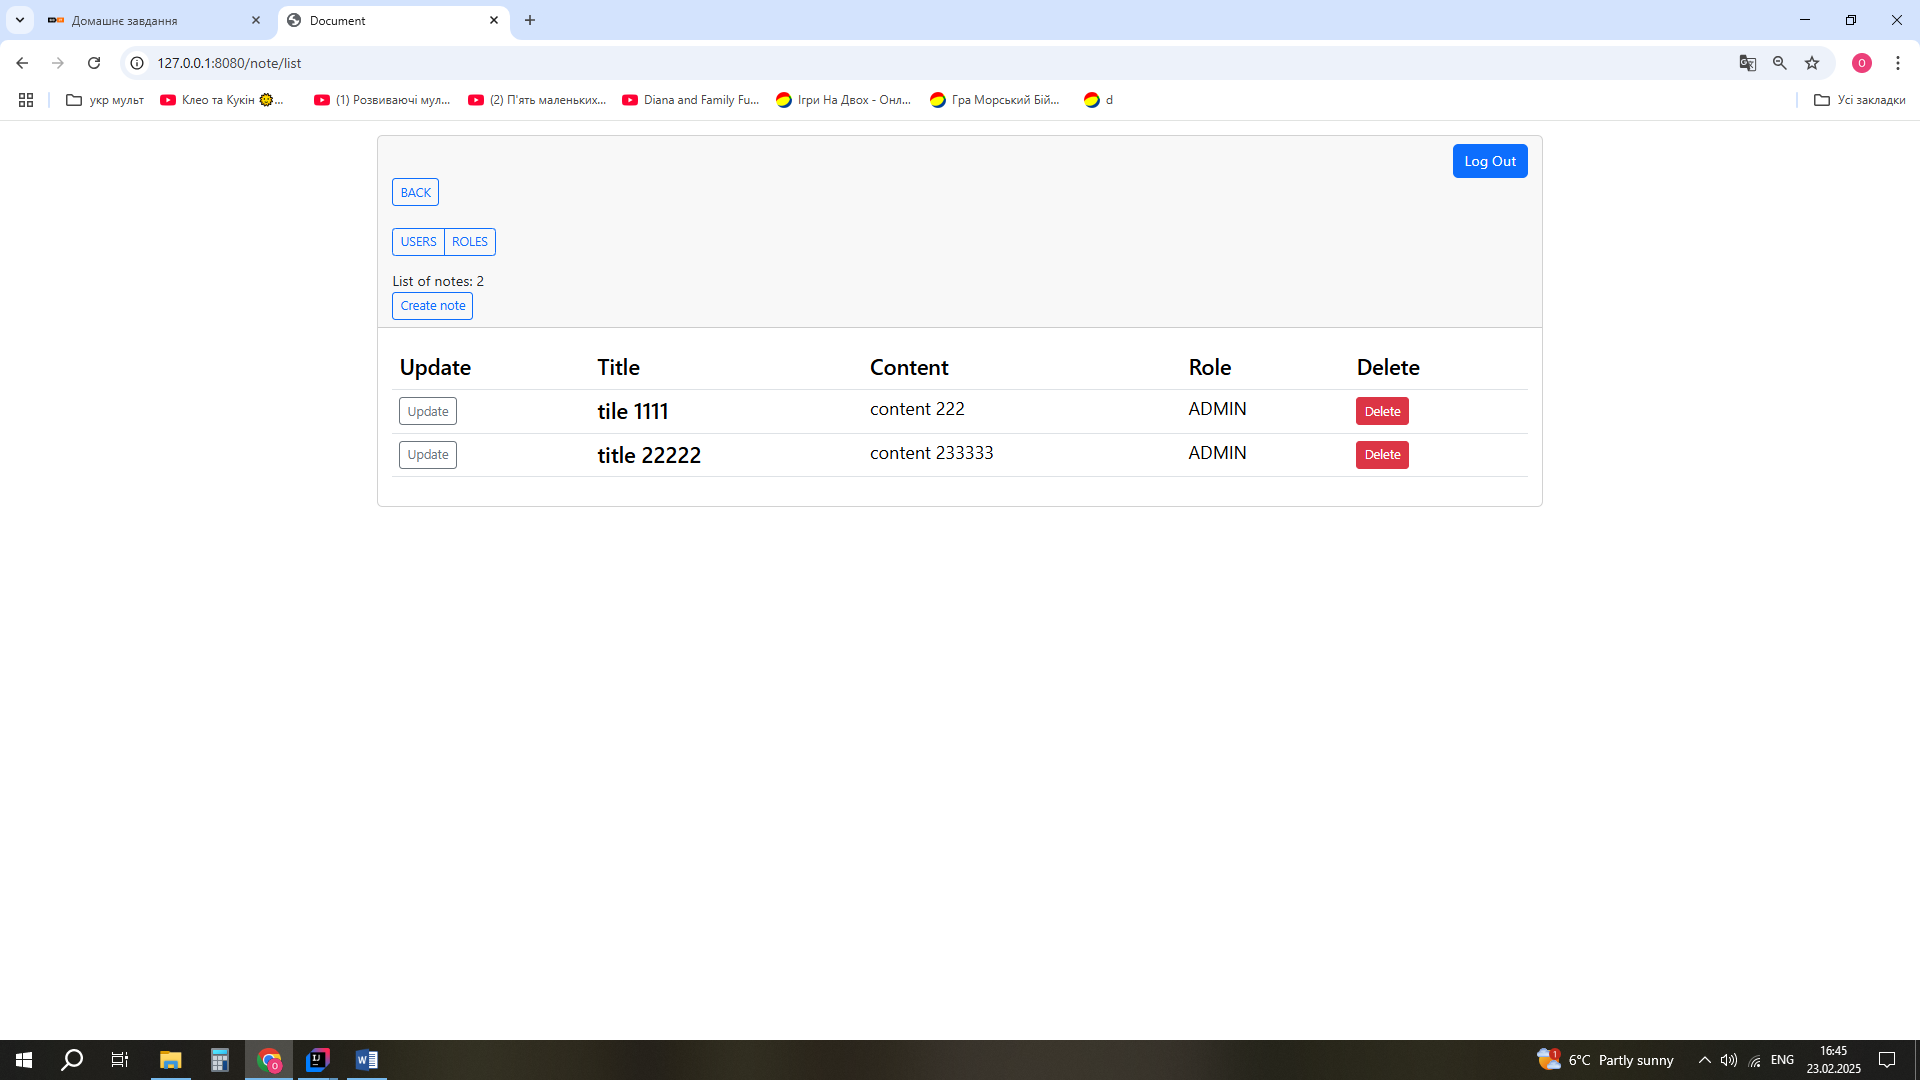 Домашнє завдання
Document
127.0.0.1:8080/note/list
O
укр мульт
Клео та Кукін 🌞...
(1) Розвиваючі мул...
(2) П'ять маленьких...
Diana and Family Fu...
Ігри На Двох - Онл...
Гра Морський Бій...
d
Усі закладки
Log Out
BACK
USERS ROLES
List of notes: 2
Create note
Update Title Content Role Delete
Update tile 1111 content 222 ADMIN Delete
Update title 22222 content 233333 ADMIN Delete
6°C Partly sunny
ENG
16:45
23.02.2025